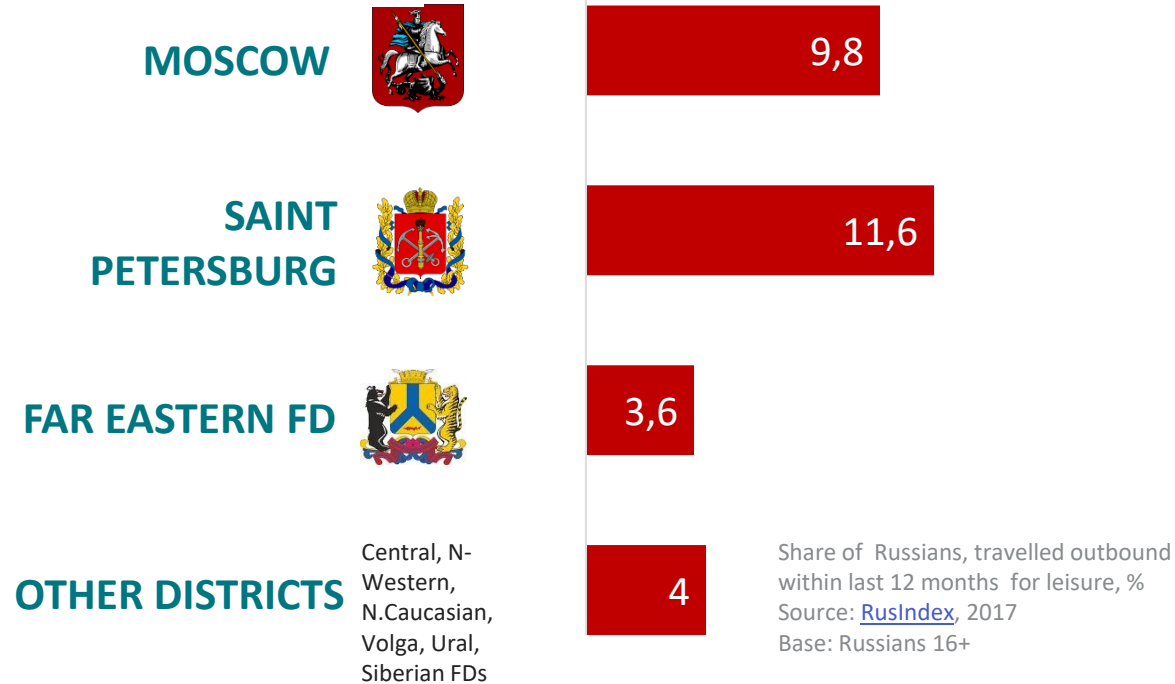 MOSCOW
9,8
SAINT
PETERSBURG
11,6
FAR EASTERN FD
3,6
OTHER DISTRICTS
Central, N-
Western,
N.Caucasian,
Volga, Ural,
Siberian FDs
4
Share of Russians, travelled outbound
within last 12 months for leisure, %
Source: RusIndex, 2017
Base: Russians 16+